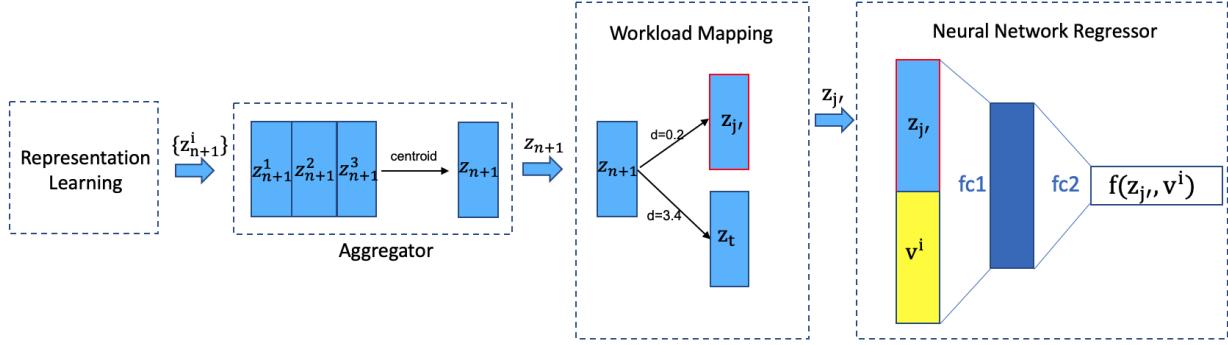 Representation
Learning
{z^i_{n+1}}
z^1_{n+1} z^2_{n+1} z^3_{n+1}
centroid
z_{n+1}
Aggregator
z_{n+1}
Workload Mapping
z_{n+1}
d=0.2
d=3.4
z_{j′}
z_t
z_{j′}
Neural Network Regressor
z_{j′}
v^i
fc1
fc2
f(z_{j′}, v^i)